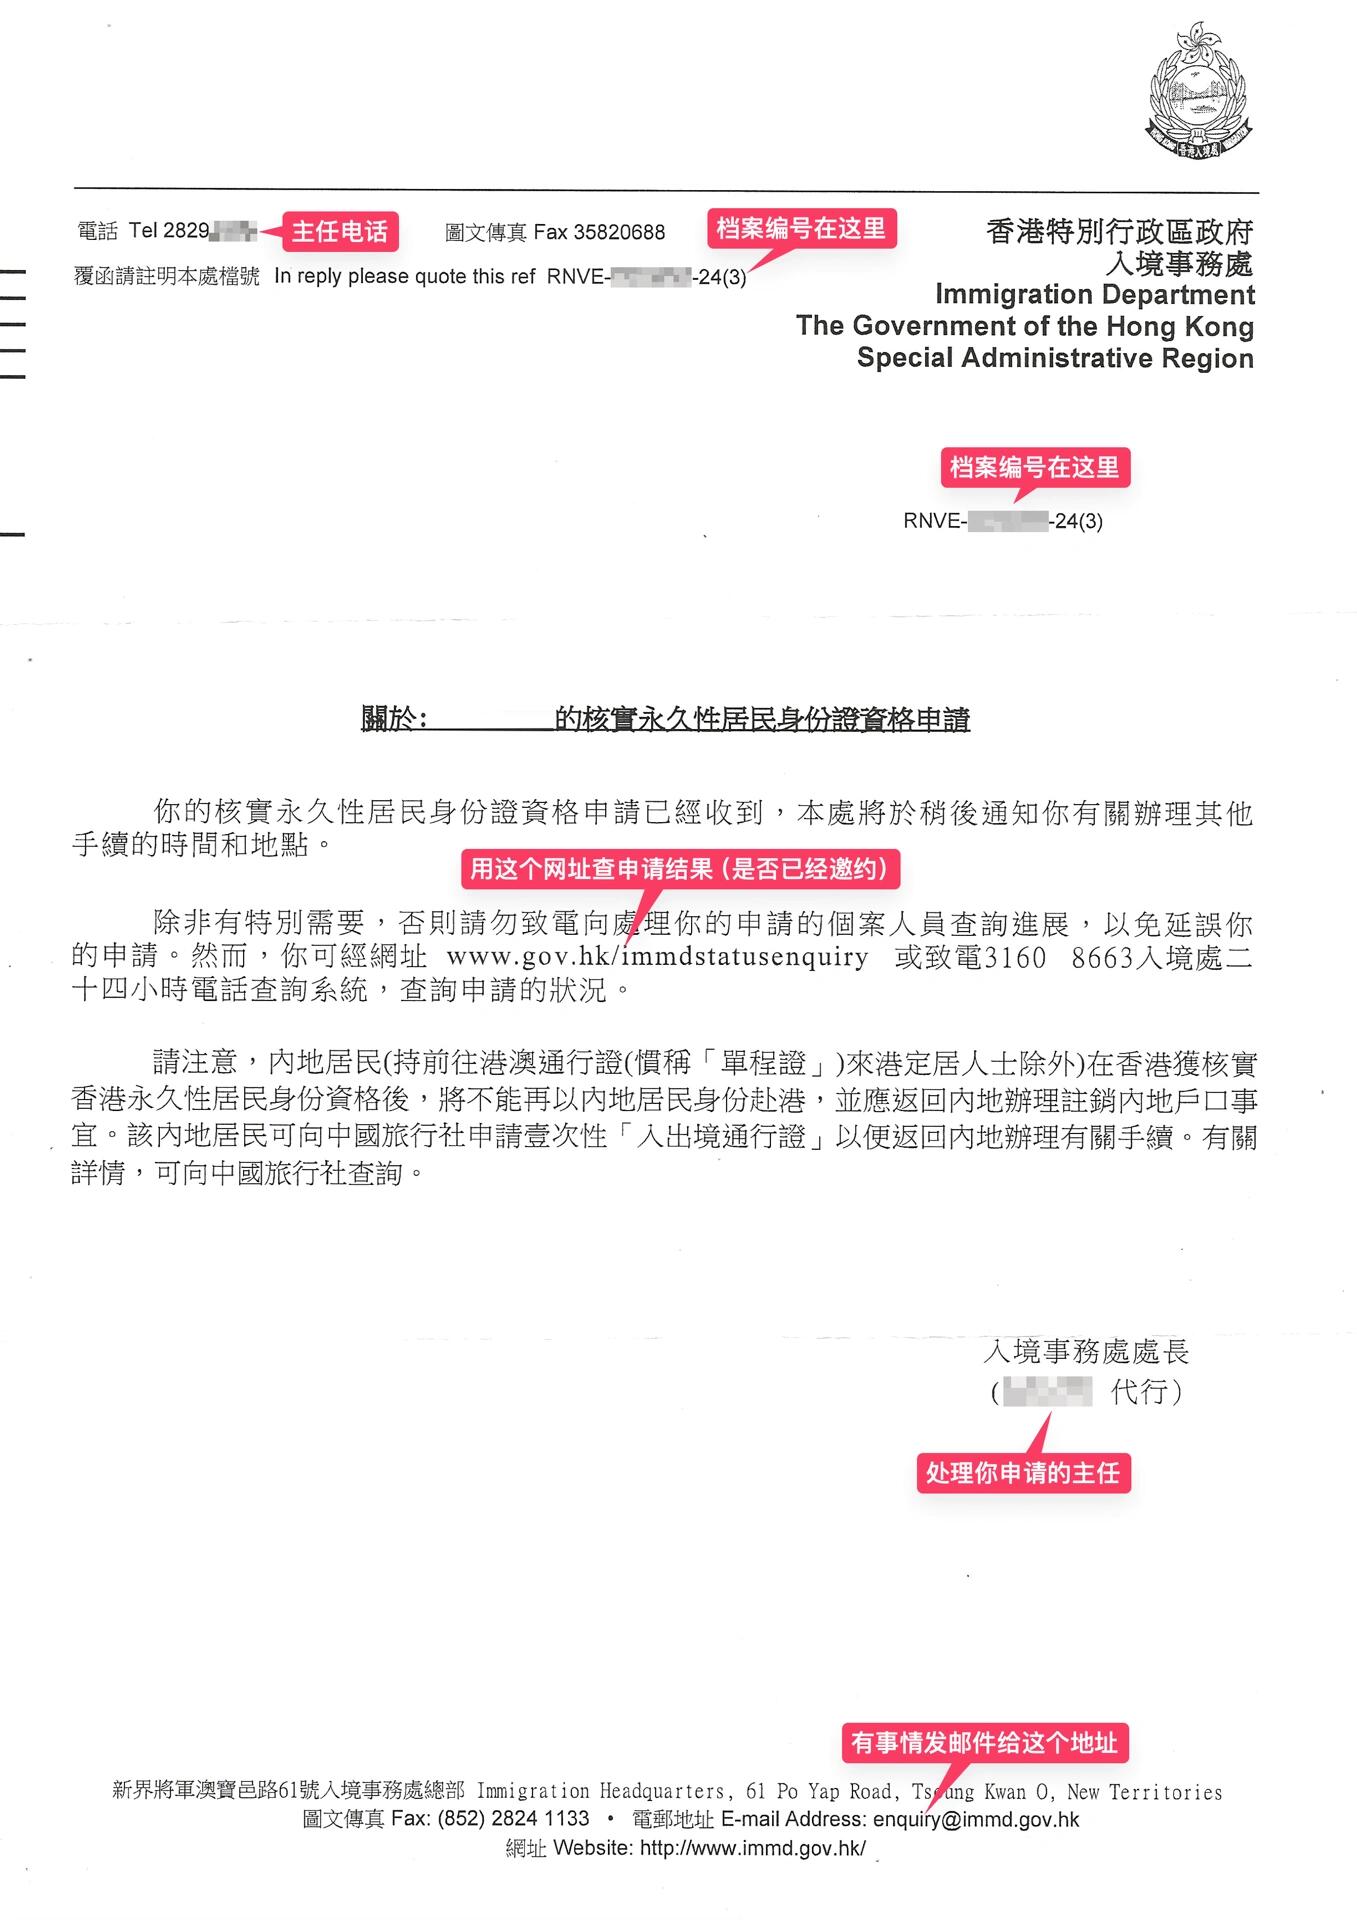 香港入境處
電話 Tel 2829
主任电话
圖文傳真 Fax 35820688
档案编号在这里
覆函請註明本處檔號 In reply please quote this ref RNVE- -24(3)
香港特別行政區政府
入境事務處
Immigration Department
The Government of the Hong Kong
Special Administrative Region
档案编号在这里
RNVE- -24(3)
關於: 的核實永久性居民身份證資格申請
你的核實永久性居民身份證資格申請已經收到，本處將於稍後通知你有關辦理其他
手續的時間和地點。
用这个网址查申请结果（是否已经邀约）
除非有特別需要，否則請勿致電向處理你的申請的個案人員查詢進展，以免延誤你
的申請。然而，你可經網址 www.gov.hk/immdstatusenquiry 或致電3160 8663入境處二
十四小時電話查詢系統，查詢申請的狀況。
請注意，內地居民(持前往港澳通行證(慣稱「單程證」)來港定居人士除外)在香港獲核實
香港永久性居民身份資格後，將不能再以內地居民身份赴港，並應返回內地辦理註銷內地戶口事
宜。該內地居民可向中國旅行社申請壹次性「入出境通行證」以便返回內地辦理有關手續。有關
詳情，可向中國旅行社查詢。
入境事務處處長
( 代行)
处理你申请的主任
有事情发邮件给这个地址
新界將軍澳寶邑路61號入境事務處總部 Immigration Headquarters, 61 Po Yap Road, Tseung Kwan O, New Territories
圖文傳真 Fax: (852) 2824 1133 • 電郵地址 E-mail Address: enquiry@immd.gov.hk
網址 Website: http://www.immd.gov.hk/